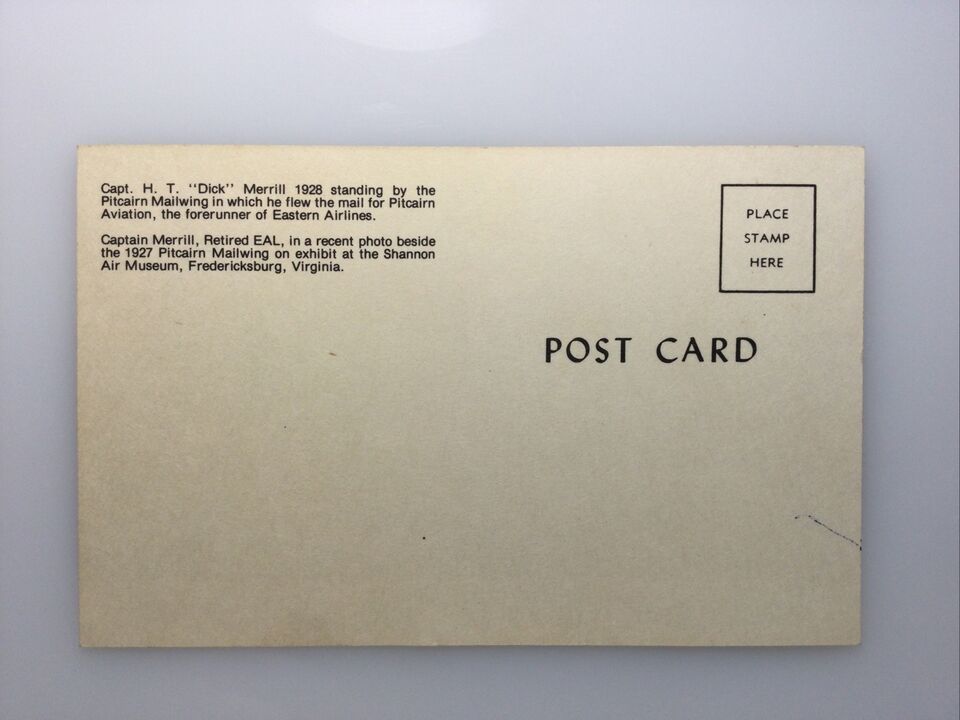 Capt. H. T. "Dick" Merrill 1928 standing by the
Pitcairn Mailwing in which he flew the mail for Pitcairn
Aviation, the forerunner of Eastern Airlines.
Captain Merrill, Retired EAL, in a recent photo beside
the 1927 Pitcairn Mailwing on exhibit at the Shannon
Air Museum, Fredericksburg, Virginia.
PLACE
STAMP
HERE
POST CARD